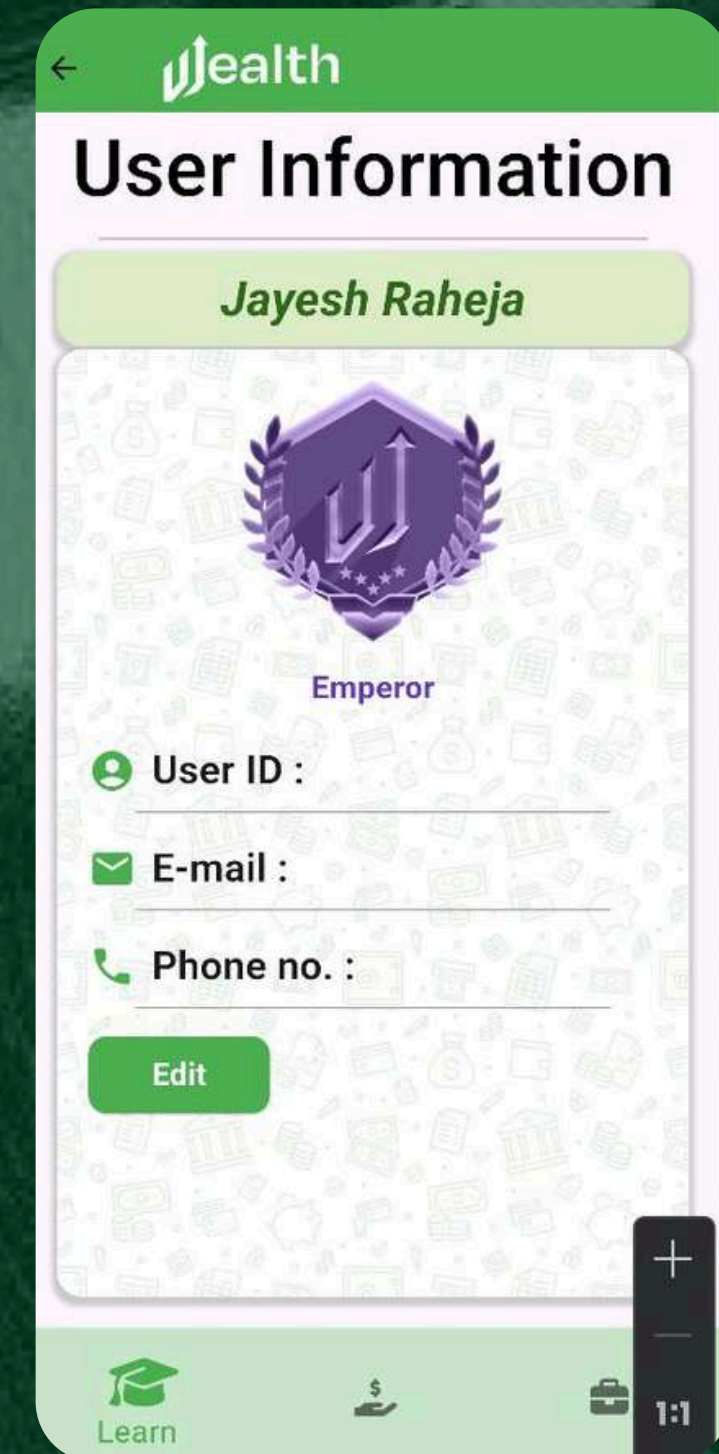 Wealth
User Information
Jayesh Raheja
Emperor
User ID :
E-mail :
Phone no. :
Edit
Learn
1:1